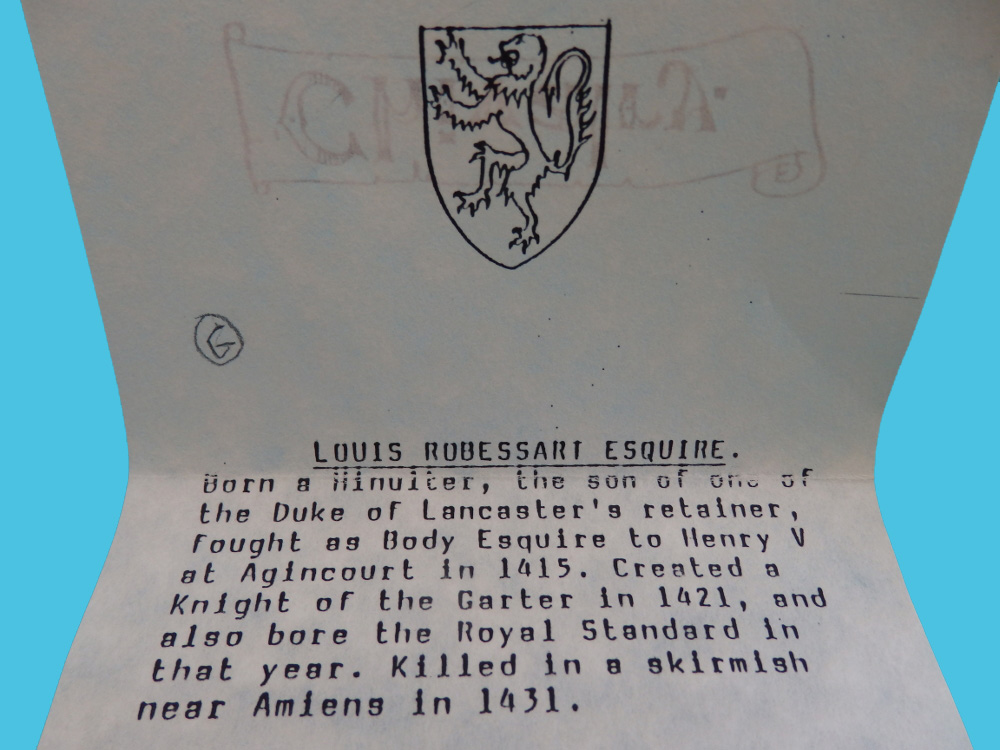 G
LOUIS ROBESSART ESQUIRE.
Born a Hinuiter, the son of one of
the Duke of Lancaster's retainer,
Fought as Body Esquire to Henry V
at Agincourt in 1415. Created a
Knight of the Garter in 1421, and
also bore the Royal Standard in
that year. Killed in a skirmish
near Amiens in 1431.